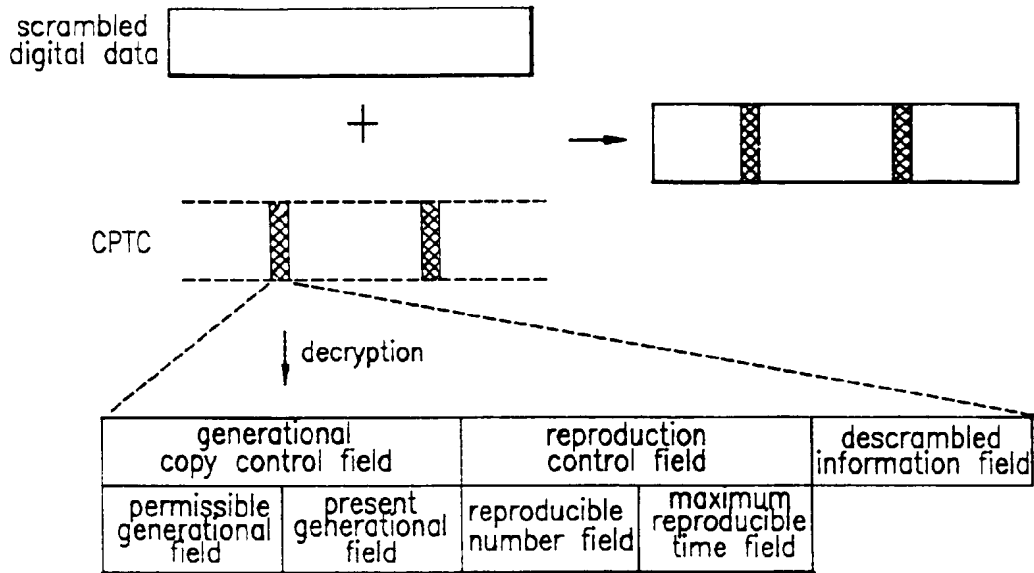 scrambled
digital data
CPTC
decryption
generational
copy control field
reproduction
control field
descrambled
information field
permissible
generational
field
present
generational
field
reproducible
number field
maximum
reproducible
time field